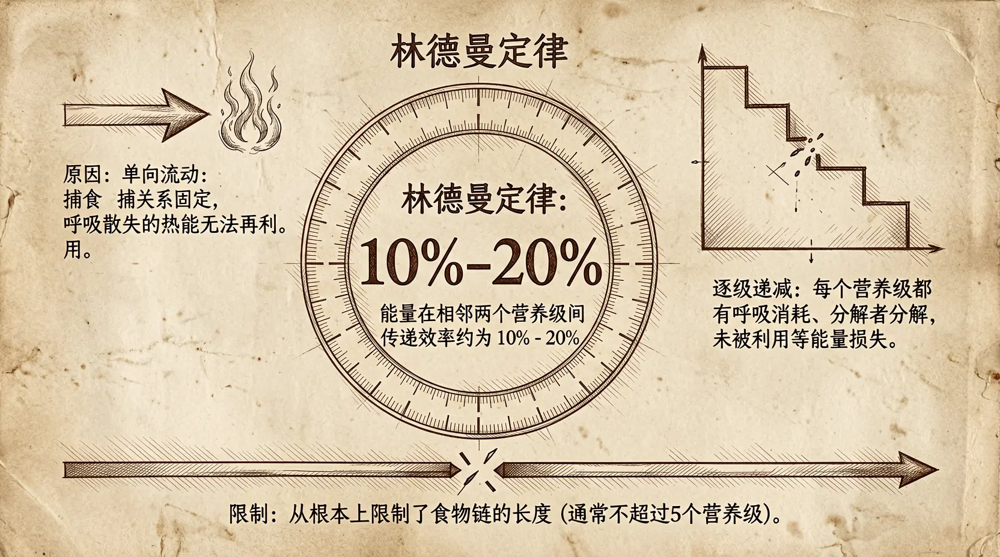 林德曼定律
原因：单向流动：
捕食 捕关系固定，
呼吸散失的热能无法再利。
用。
林德曼定律：
10%-20%
能量在相邻两个营养级间
传递效率约为 10% - 20%
逐级递减：每个营养级都
有呼吸消耗、分解者分解，
未被利用等能量损失。
限制：从根本上限制了食物链的长度 (通常不超过5个营养级)。